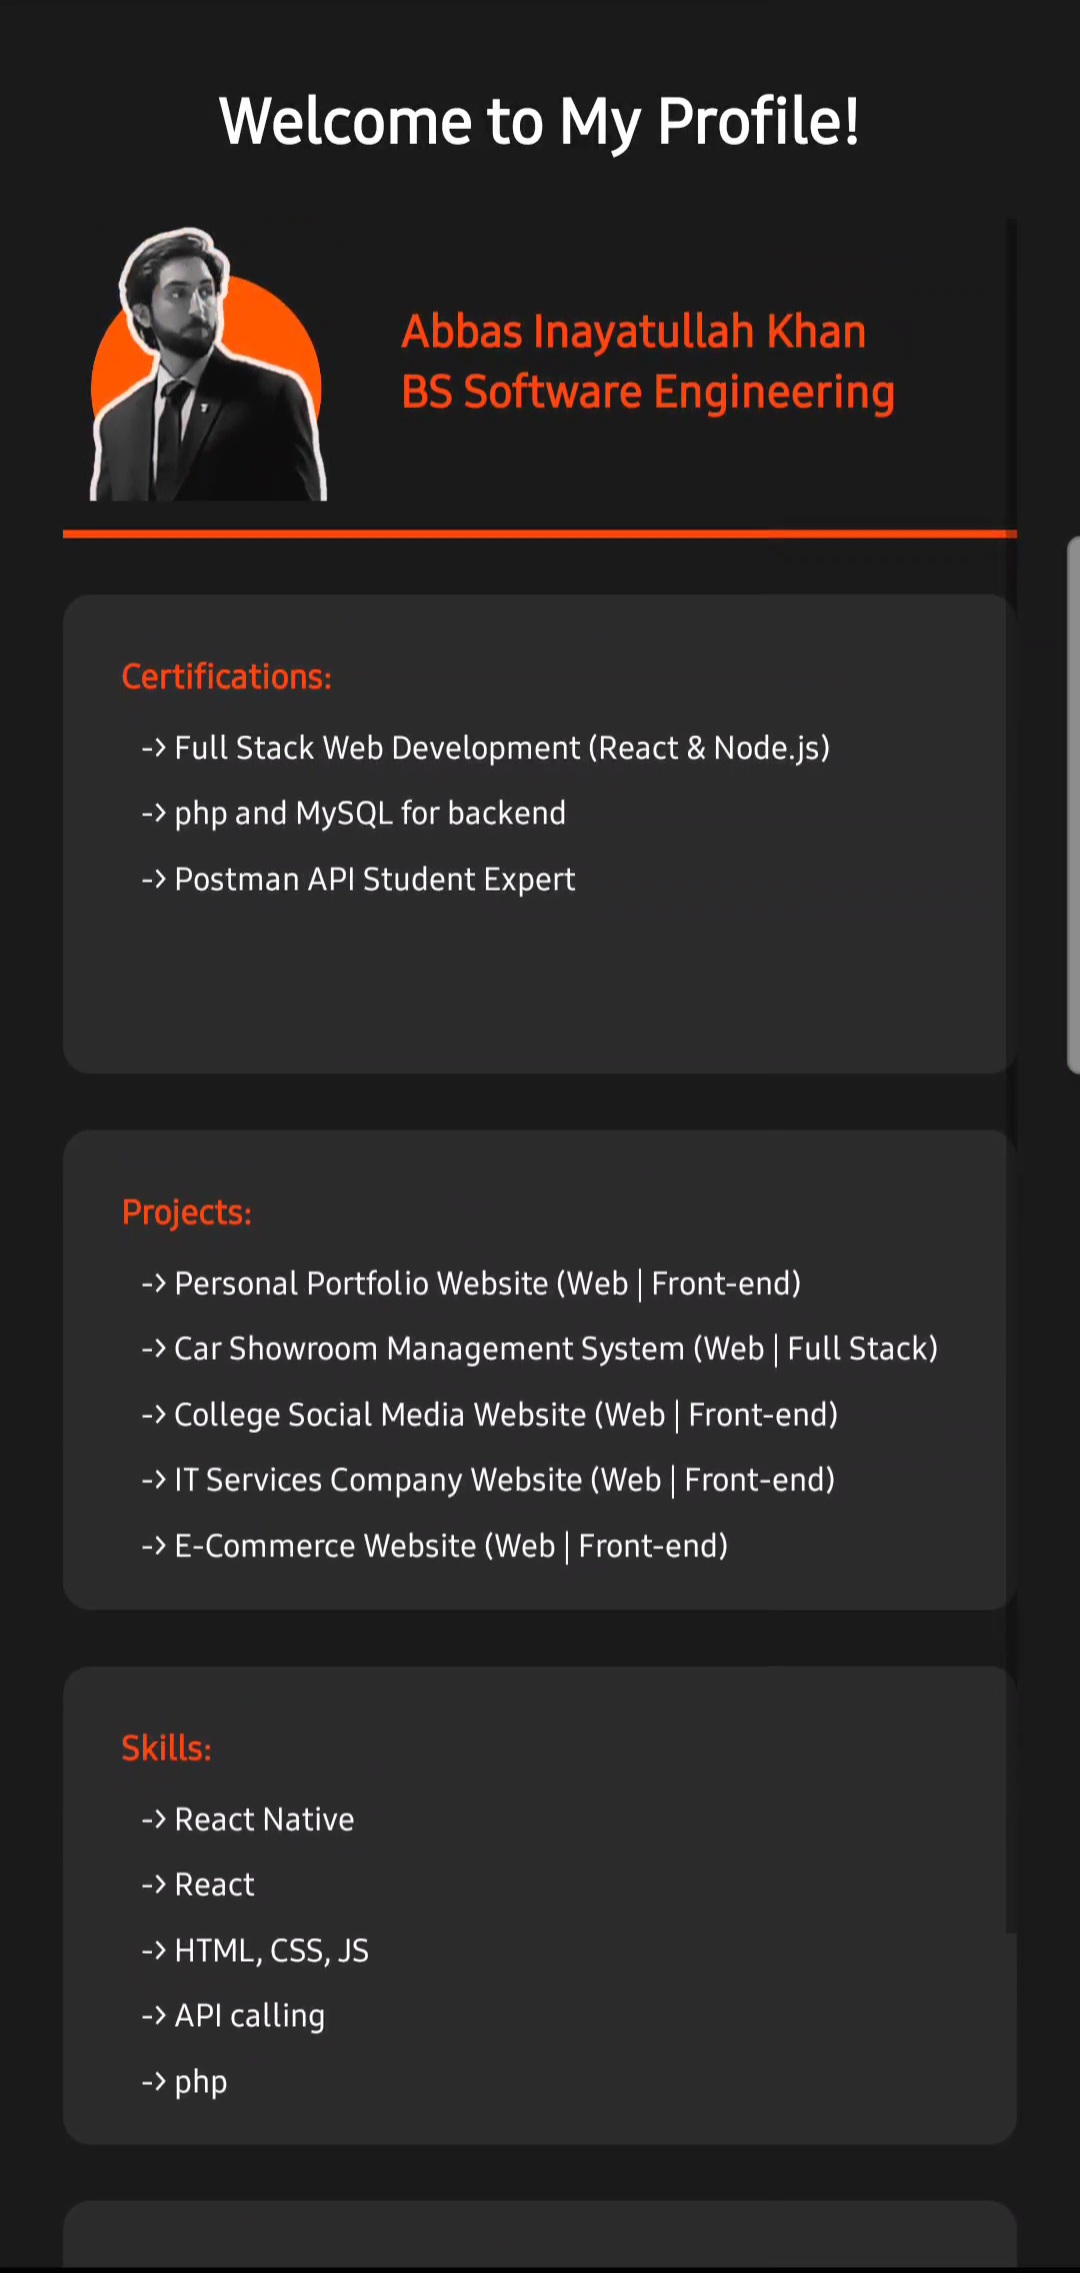 Welcome to My Profile!
Abbas Inayatullah Khan
BS Software Engineering
Certifications:
-> Full Stack Web Development (React & Node.js)
-> php and MySQL for backend
-> Postman API Student Expert
Projects:
-> Personal Portfolio Website (Web | Front-end)
-> Car Showroom Management System (Web | Full Stack)
-> College Social Media Website (Web | Front-end)
-> IT Services Company Website (Web | Front-end)
-> E-Commerce Website (Web | Front-end)
Skills:
-> React Native
-> React
-> HTML, CSS, JS
-> API calling
-> php